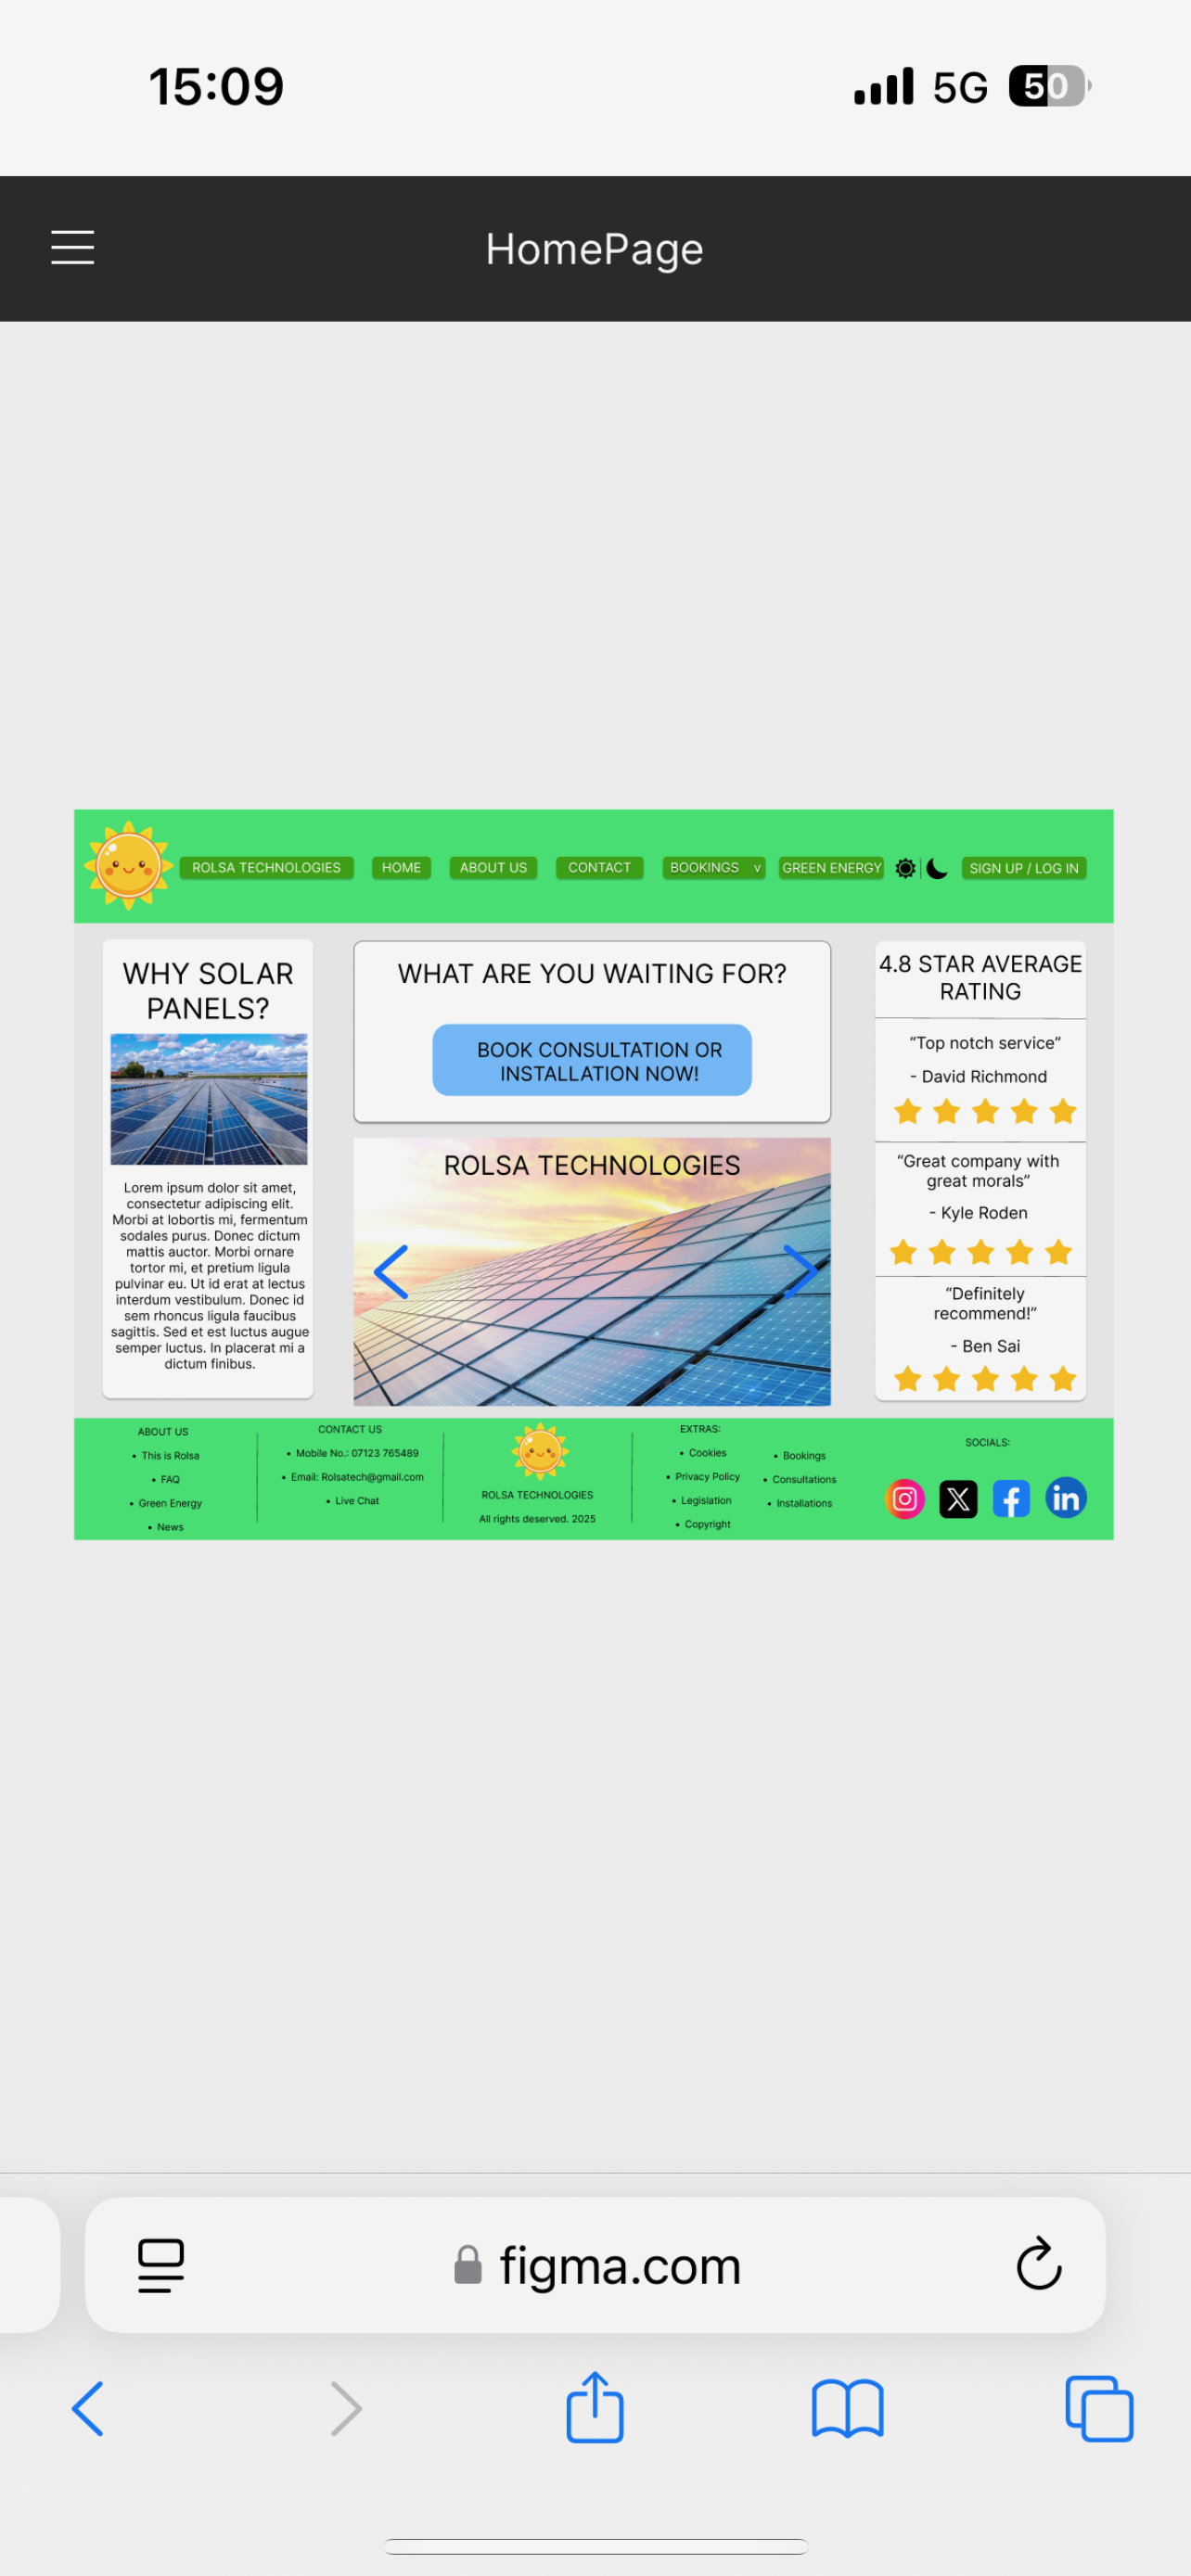 15:09
5G 50
HomePage
ROLSA TECHNOLOGIES HOME ABOUT US CONTACT BOOKINGS v GREEN ENERGY SIGN UP / LOG IN
WHY SOLAR
PANELS?
Lorem ipsum dolor sit amet,
consectetur adipiscing elit.
Morbi at lobortis mi, fermentum
sodales purus. Donec dictum
mattis auctor. Morbi ornare
tortor mi, et pretium ligula
pulvinar eu. Ut id erat at lectus
interdum vestibulum. Donec id
sem rhoncus ligula faucibus
sagittis. Sed et est luctus augue
semper luctus. In placerat mi a
dictum finibus.
WHAT ARE YOU WAITING FOR?
BOOK CONSULTATION OR
INSTALLATION NOW!
ROLSA TECHNOLOGIES
4.8 STAR AVERAGE
RATING
“Top notch service”
- David Richmond
“Great company with
great morals”
- Kyle Roden
“Definitely
recommend!”
- Ben Sai
ABOUT US
• This is Rolsa
• FAQ
• Green Energy
• News
CONTACT US
• Mobile No.: 07123 765489
• Email: Rolsatech@gmail.com
• Live Chat
ROLSA TECHNOLOGIES
All rights deserved. 2025
EXTRAS:
• Cookies
• Privacy Policy
• Legislation
• Copyright
• Bookings
• Consultations
• Installations
SOCIALS:
X f in
figma.com